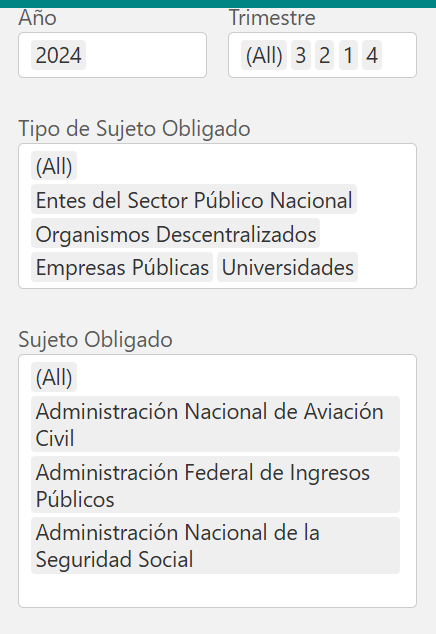 Año
Trimestre
2024
(All) 3 2 1 4
Tipo de Sujeto Obligado
(All)
Entes del Sector Público Nacional
Organismos Descentralizados
Empresas Públicas Universidades
Sujeto Obligado
(All)
Administración Nacional de Aviación
Civil
Administración Federal de Ingresos
Públicos
Administración Nacional de la
Seguridad Social